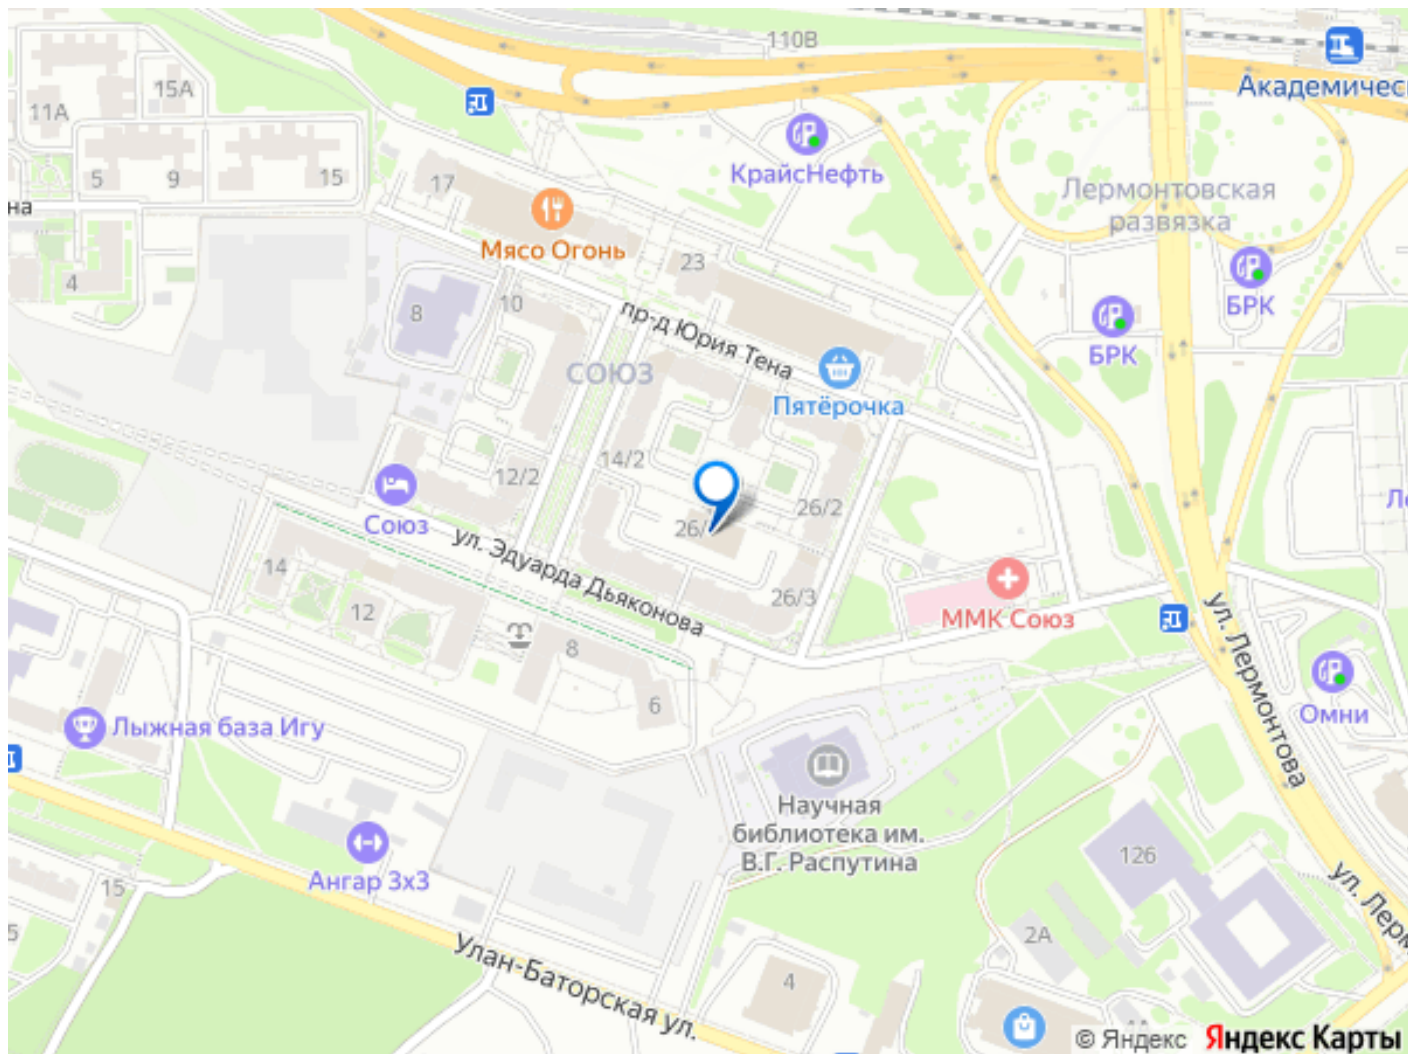 110В
Академичес
15А
11А
КрайсНефть
5
9
15
17
Лермонтовская
развязка
на
Мясо Огонь
23
4
БРК
10
8
пр-д Юрия Тена
БРК
СОЮЗ
Пятёрочка
14/2
12/2
26/2
Союз
26/
ул. Эдуарда Дьяконова
14
12
26/3
ММК Союз
8
ул. Лермонтова
6
Лыжная база Игу
Омни
Научная
библиотека им.
В.Г. Распутина
126
Ангар 3х3
15
5
ул. Лерм
2А
Улан-Баторская ул.
4
© Яндекс Яндекс Карты